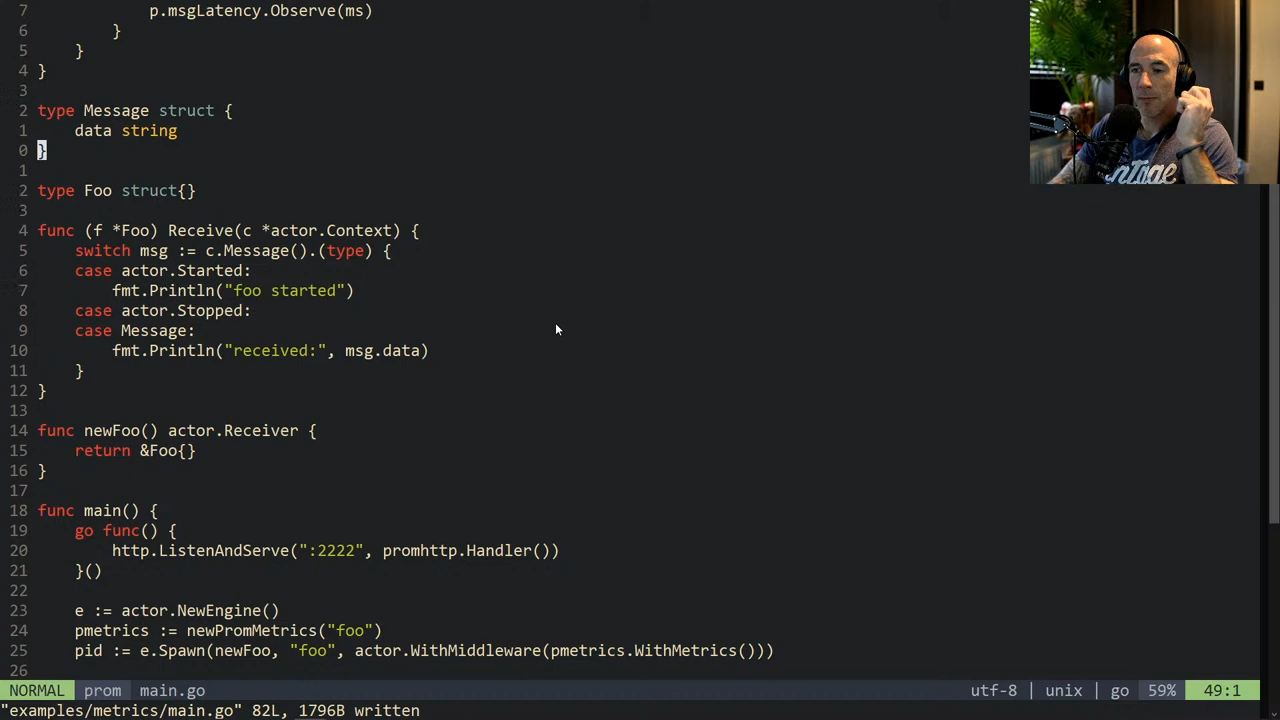 7 p.msgLatency.Observe(ms)
6 }
5 }
4 }
3
2 type Message struct {
1 data string
0 }
1
2 type Foo struct{}
3
4 func (f *Foo) Receive(c *actor.Context) {
5 switch msg := c.Message().(type) {
6 case actor.Started:
7 fmt.Println("foo started")
8 case actor.Stopped:
9 case Message:
10 fmt.Println("received:", msg.data)
11 }
12 }
13
14 func newFoo() actor.Receiver {
15 return &Foo{}
16 }
17
18 func main() {
19 go func() {
20 http.ListenAndServe(":2222", promhttp.Handler())
21 }()
22
23 e := actor.NewEngine()
24 pmetrics := newPromMetrics("foo")
25 pid := e.Spawn(newFoo, "foo", actor.WithMiddleware(pmetrics.WithMetrics()))
26
NORMAL prom main.go utf-8 | unix | go 59% 49:1
"examples/metrics/main.go" 82L, 1796B written